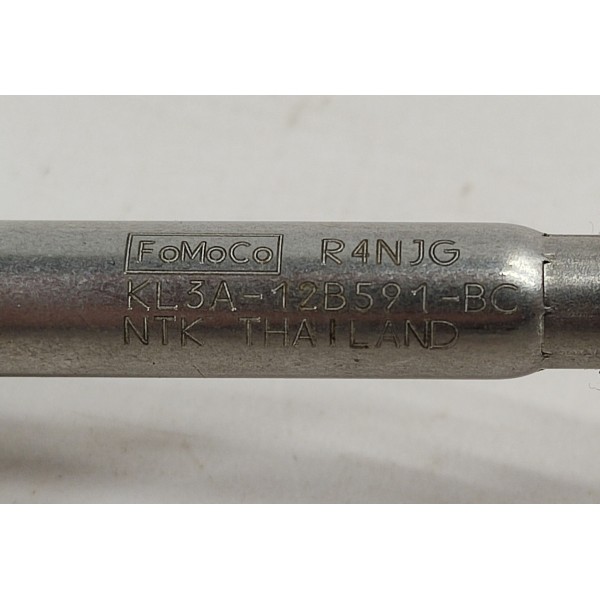 FoMoCo R4NJG
KL3A-12B591-BC
NTK THAILAND